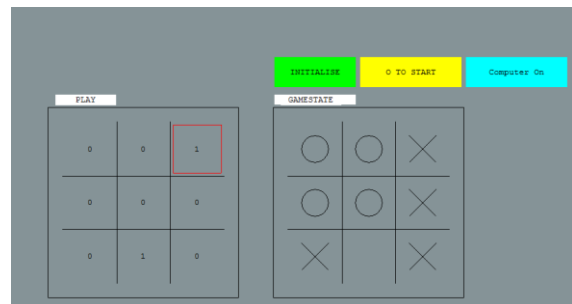 INITIALISE O TO START Computer On
PLAY GAMESTATE
0 0 1
0 0 0
0 1 0